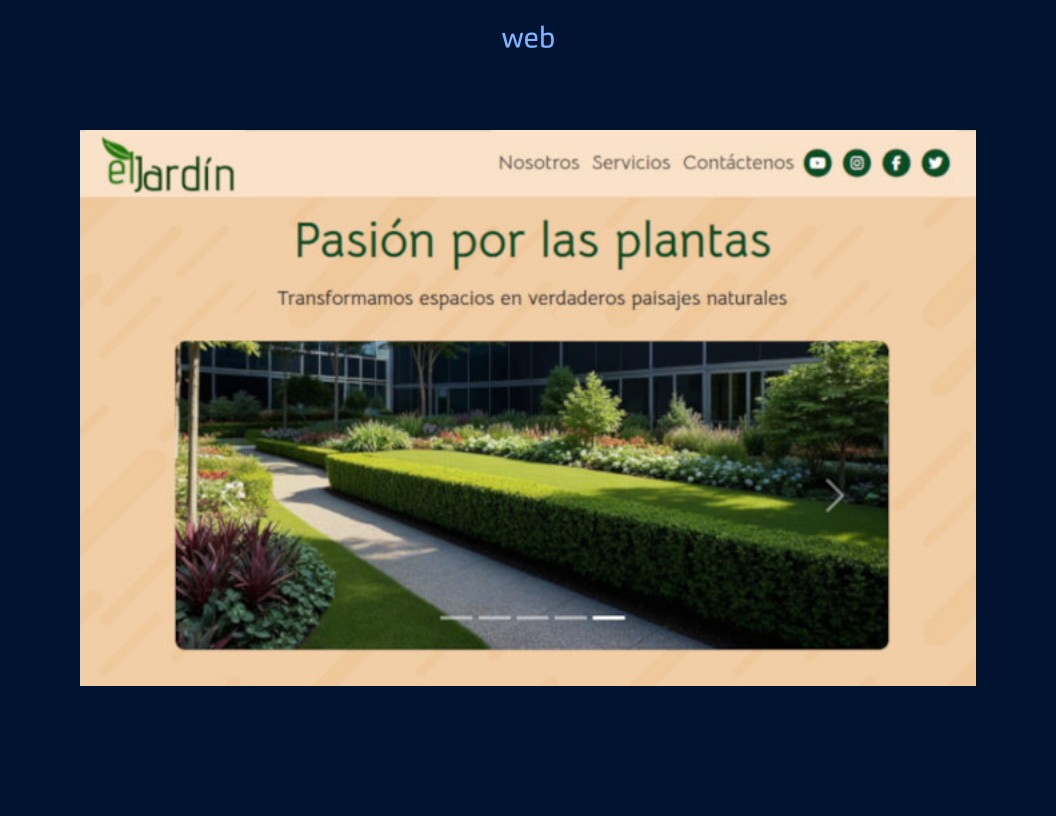 web
elJardín
Nosotros Servicios Contáctenos
Pasión por las plantas
Transformamos espacios en verdaderos paisajes naturales